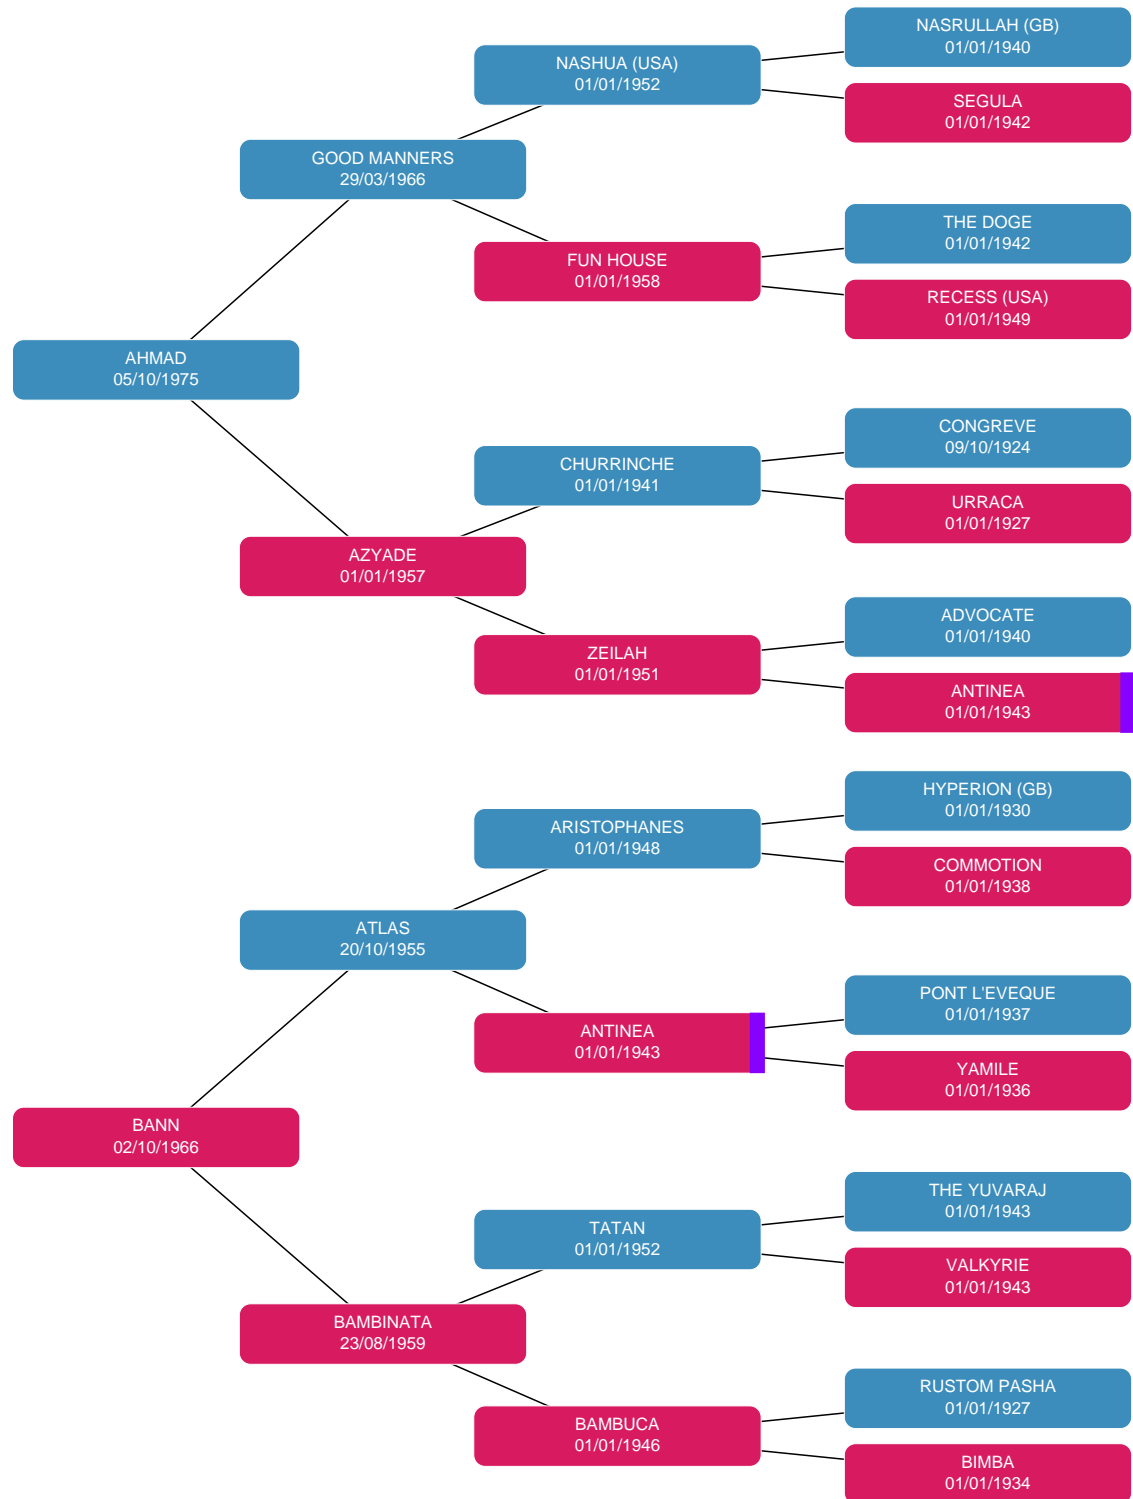 NASRULLAH (GB)
01/01/1940
NASHUA (USA)
01/01/1952
SEGULA
01/01/1942
GOOD MANNERS
29/03/1966
THE DOGE
01/01/1942
FUN HOUSE
01/01/1958
RECESS (USA)
01/01/1949
AHMAD
05/10/1975
CONGREVE
09/10/1924
CHURRINCHE
01/01/1941
URRACA
01/01/1927
AZYADE
01/01/1957
ADVOCATE
01/01/1940
ZEILAH
01/01/1951
ANTINEA
01/01/1943
HYPERION (GB)
01/01/1930
ARISTOPHANES
01/01/1948
COMMOTION
01/01/1938
ATLAS
20/10/1955
PONT L'EVEQUE
01/01/1937
ANTINEA
01/01/1943
YAMILE
01/01/1936
BANN
02/10/1966
THE YUVARAJ
01/01/1943
TATAN
01/01/1952
VALKYRIE
01/01/1943
BAMBINATA
23/08/1959
RUSTOM PASHA
01/01/1927
BAMBUCA
01/01/1946
BIMBA
01/01/1934